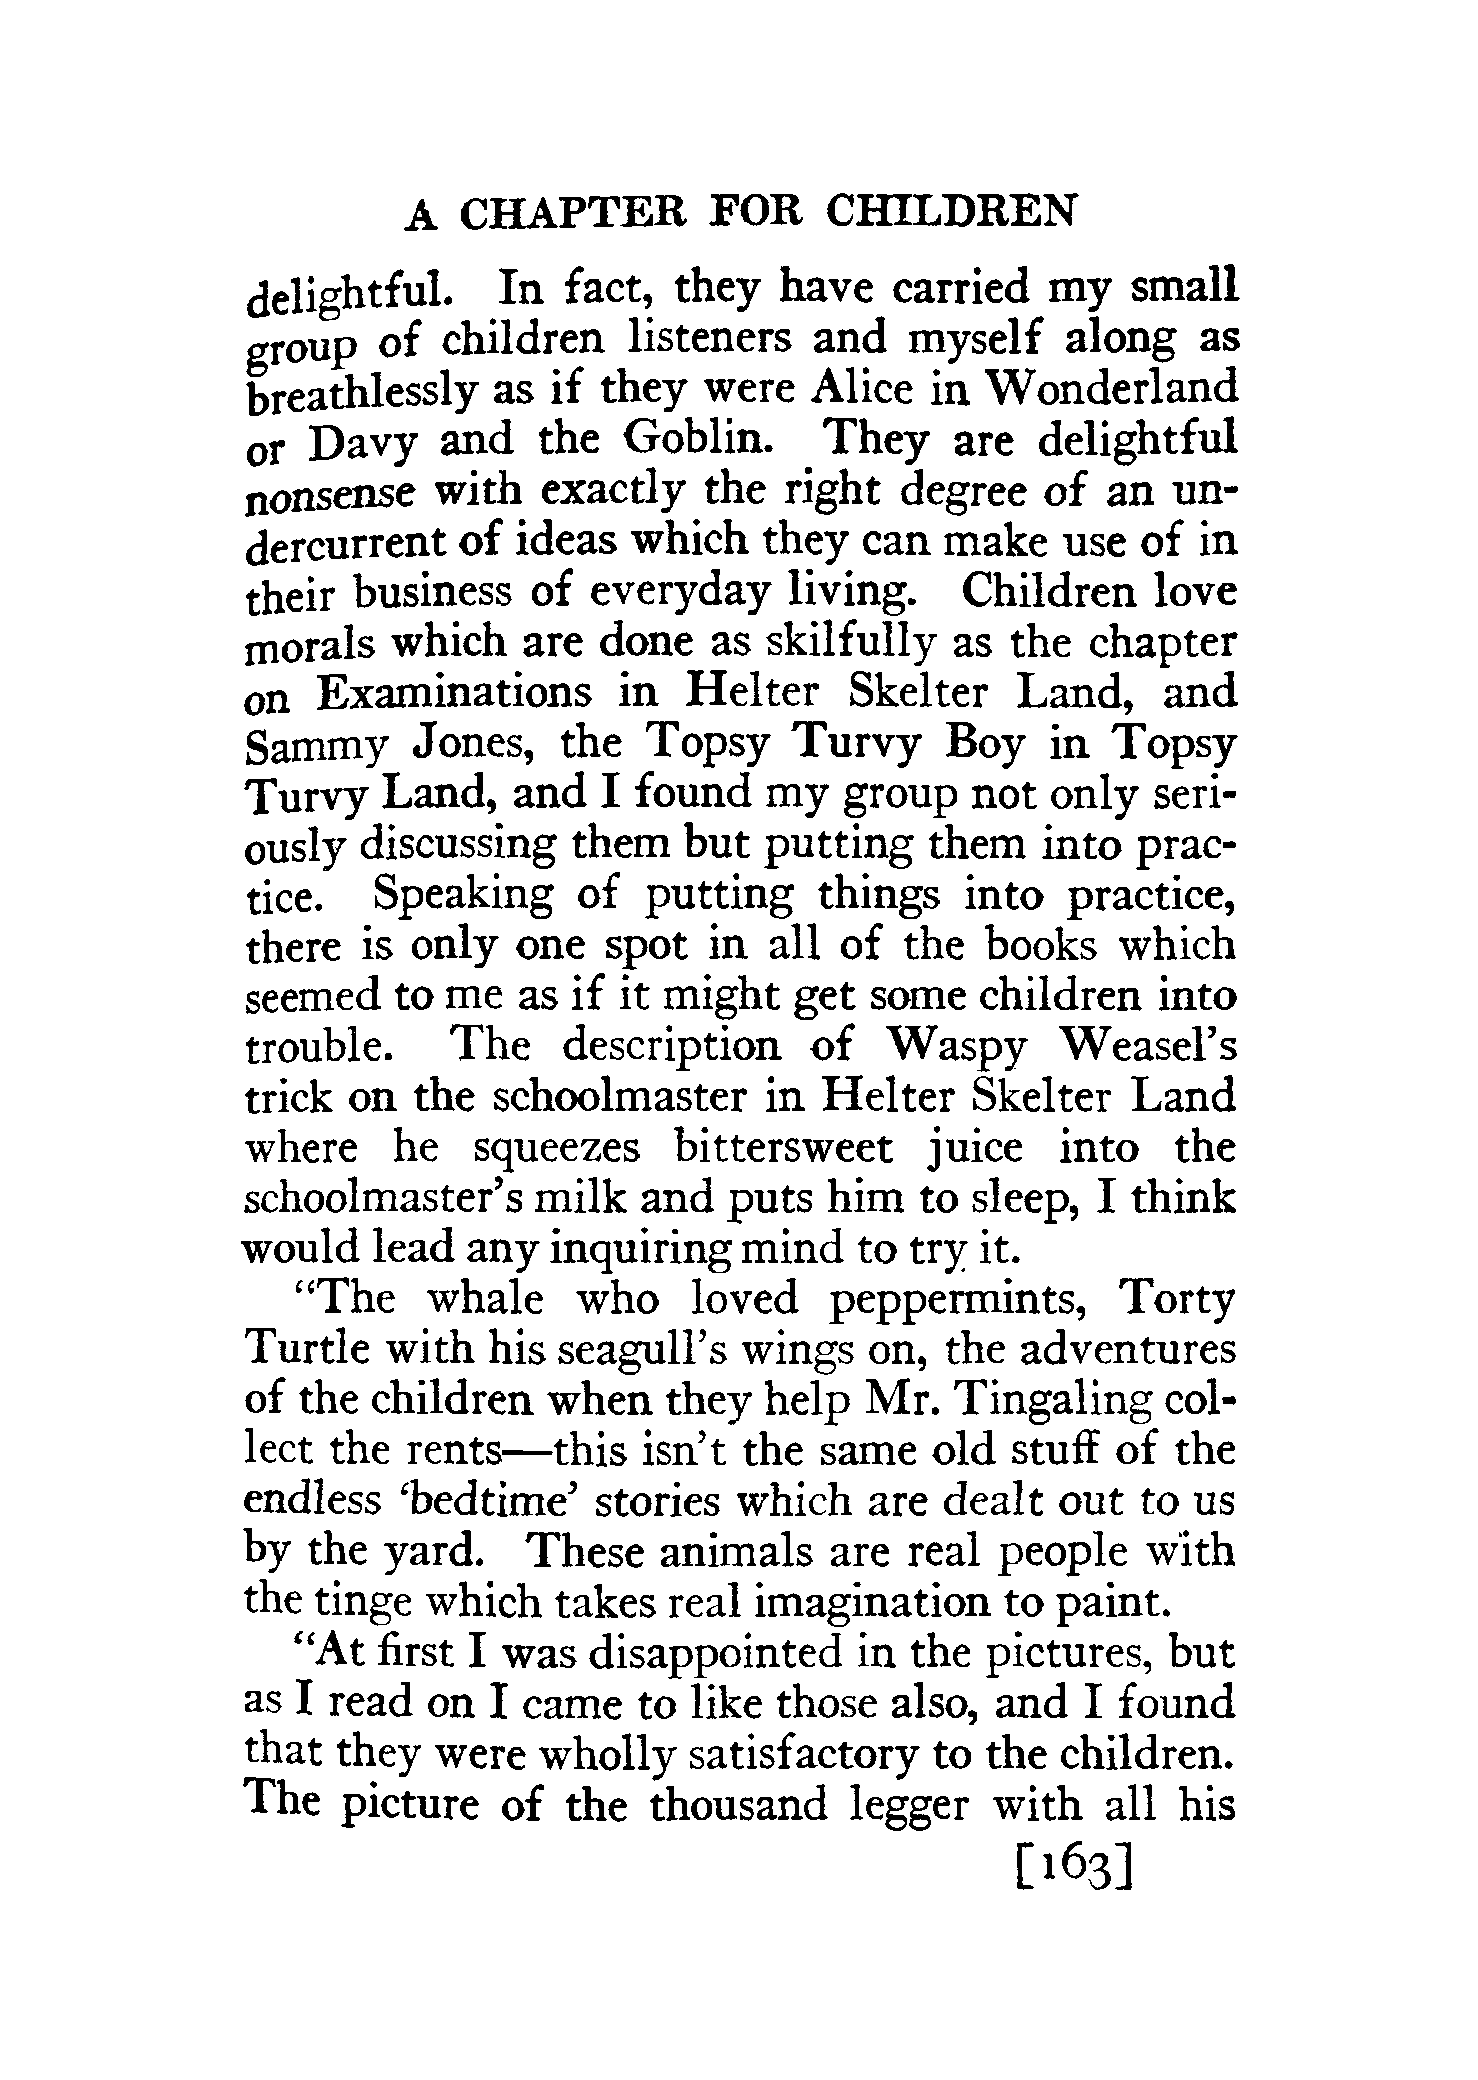 A CHAPTER FOR CHILDREN
delightful. In fact, they have carried my small
group of children listeners and myself along as
breathlessly as if they were Alice in Wonderland
or Davy and the Goblin. They are delightful
nonsense with exactly the right degree of an un-
dercurrent of ideas which they can make use of in
their business of everyday living. Children love
morals which are done as skilfully as the chapter
on Examinations in Helter Skelter Land, and
Sammy Jones, the Topsy Turvy Boy in Topsy
Turvy Land, and I found my group not only seri-
ously discussing them but putting them into prac-
tice. Speaking of putting things into practice,
there is only one spot in all of the books which
seemed to me as if it might get some children into
trouble. The description of Waspy Weasel's
trick on the schoolmaster in Helter Skelter Land
where he squeezes bittersweet juice into the
schoolmaster's milk and puts him to sleep, I think
would lead any inquiring mind to try it.
"The whale who loved peppermints, Torty
Turtle with his seagull's wings on, the adventures
of the children when they help Mr. Tingaling col-
lect the rents—this isn't the same old stuff of the
endless 'bedtime' stories which are dealt out to us
by the yard. These animals are real people with
the tinge which takes real imagination to paint.
"At first I was disappointed in the pictures, but
as I read on I came to like those also, and I found
that they were wholly satisfactory to the children.
The picture of the thousand legger with all his
[163]